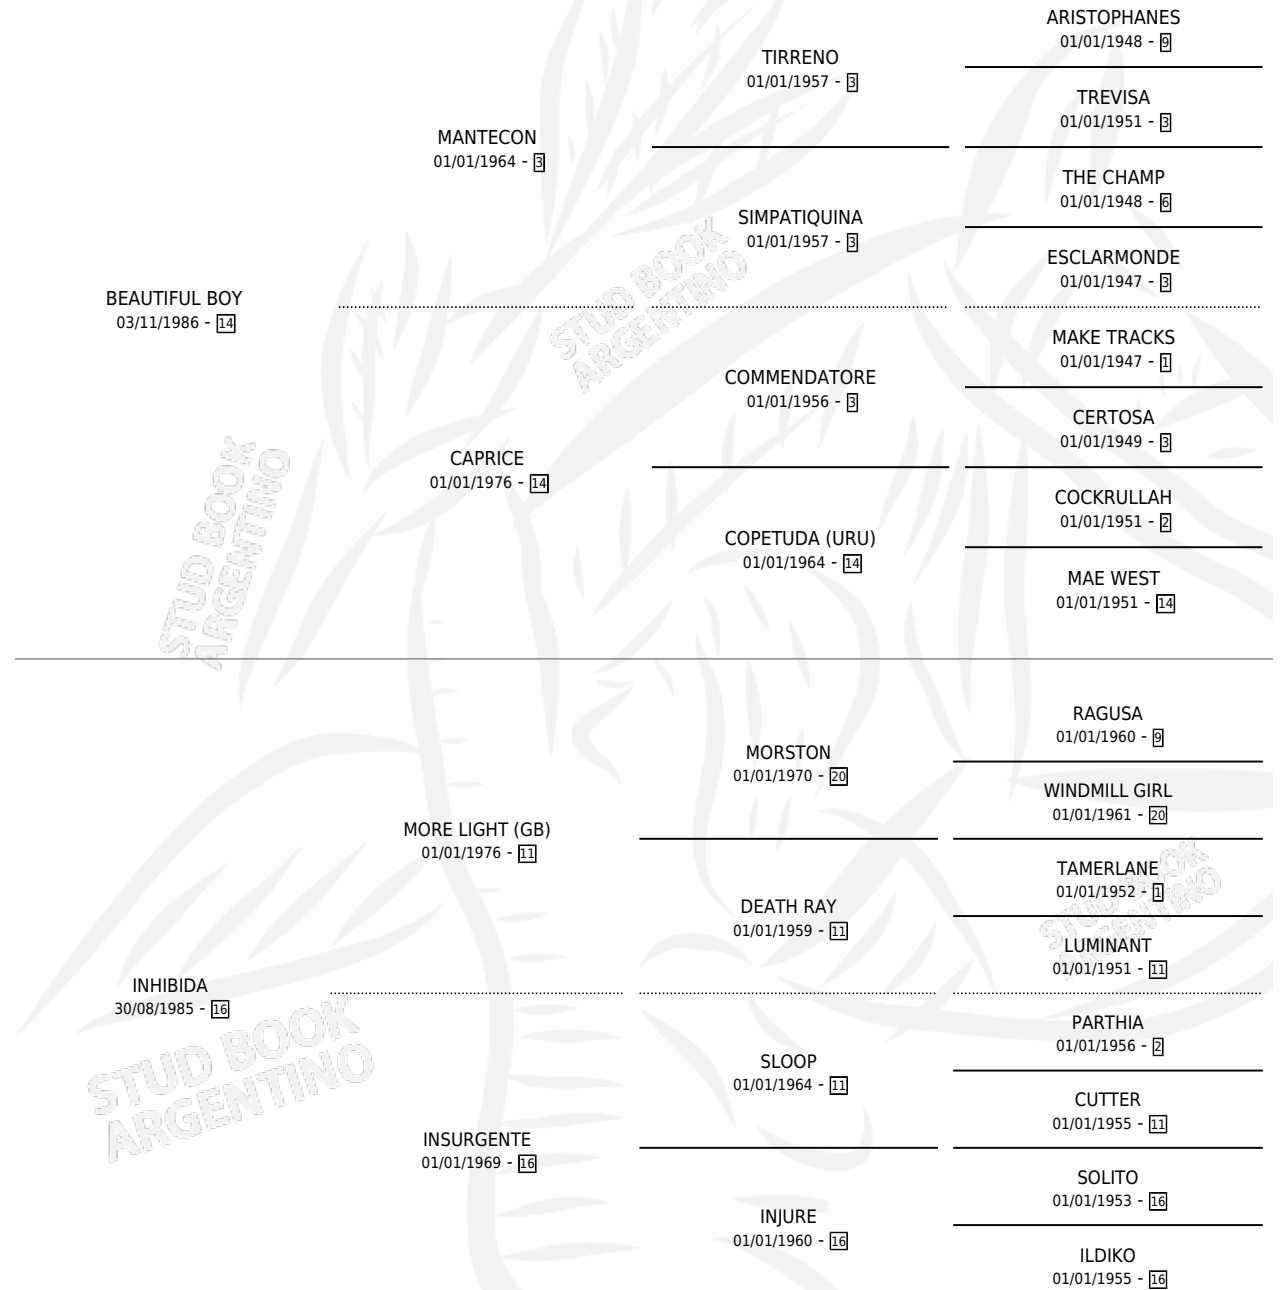 ARISTOPHANES
01/01/1948 - 9
TIRRENO
01/01/1957 - 3
TREVISA
01/01/1951 - 3
MANTECON
01/01/1964 - 3
THE CHAMP
01/01/1948 - 6
SIMPATIQUINA
01/01/1957 - 3
ESCLARMONDE
01/01/1947 - 3
BEAUTIFUL BOY
03/11/1986 - 14
MAKE TRACKS
01/01/1947 - 1
COMMENDATORE
01/01/1956 - 3
CERTOSA
01/01/1949 - 3
CAPRICE
01/01/1976 - 14
COCKRULLAH
01/01/1951 - 2
COPETUDA (URU)
01/01/1964 - 14
MAE WEST
01/01/1951 - 14
RAGUSA
01/01/1960 - 9
MORSTON
01/01/1970 - 20
WINDMILL GIRL
01/01/1961 - 20
MORE LIGHT (GB)
01/01/1976 - 11
TAMERLANE
01/01/1952 - 1
DEATH RAY
01/01/1959 - 11
LUMINANT
01/01/1951 - 11
INHIBIDA
30/08/1985 - 16
PARTHIA
01/01/1956 - 2
SLOOP
01/01/1964 - 11
CUTTER
01/01/1955 - 11
INSURGENTE
01/01/1969 - 16
SOLITO
01/01/1953 - 16
INJURE
01/01/1960 - 16
ILDIKO
01/01/1955 - 16
STUD BOOK
ARGENTINO
STUD BOOK
ARGENTINO
STUD BOOK
ARGENTINO
STUD BOOK
ARGENTINO